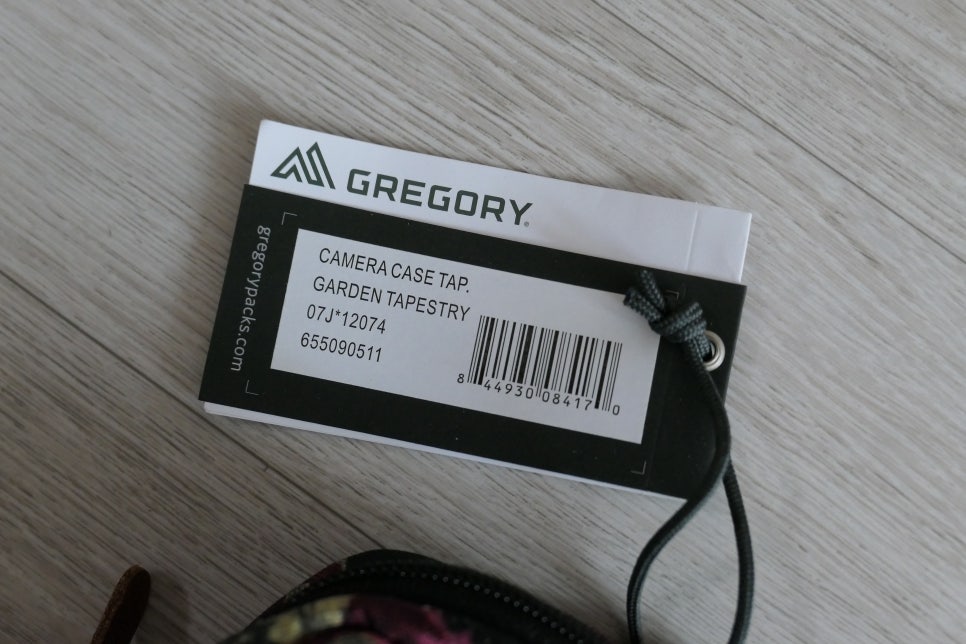 GREGORY
gregorypacks.com
CAMERA CASE TAP.
GARDEN TAPESTRY
07J*12074
655090511
8 44930 08417 0